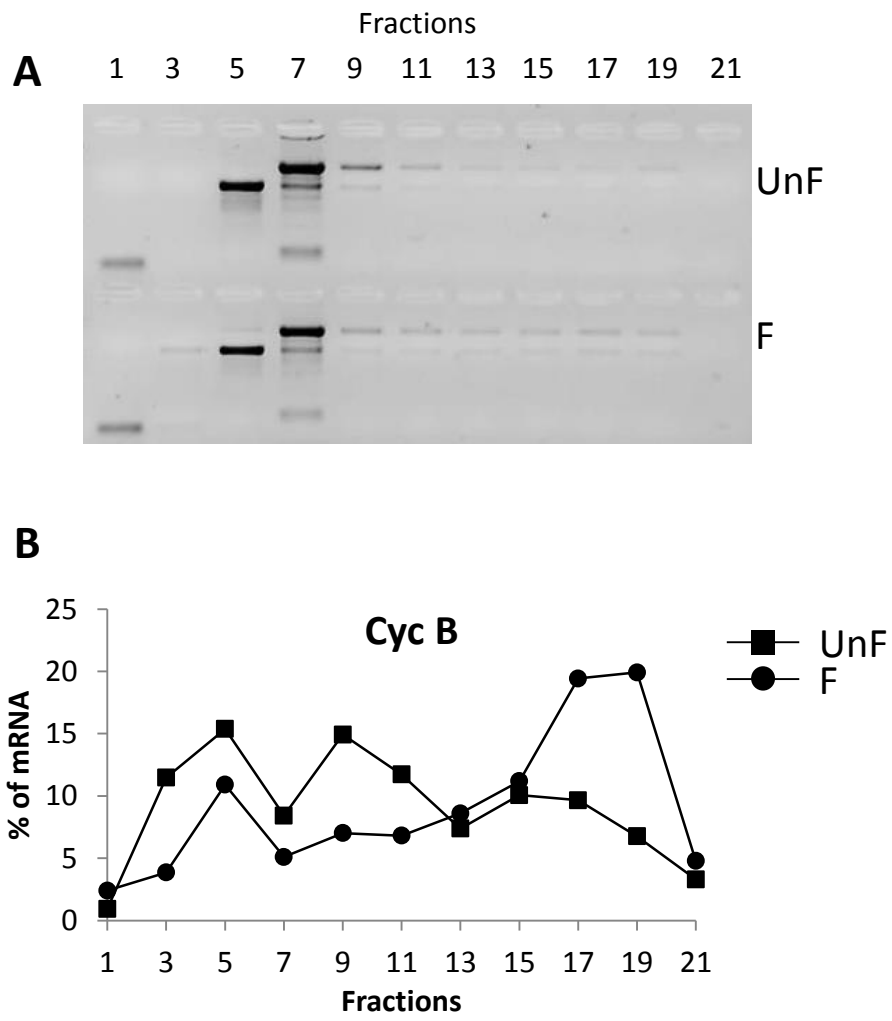 Fractions
A 1 3 5 7 9 11 13 15 17 19 21
UnF
F
B
Cyc B
25
20
15
10
5
0
% of mRNA
1 3 5 7 9 11 13 15 17 19 21
Fractions
UnF
F